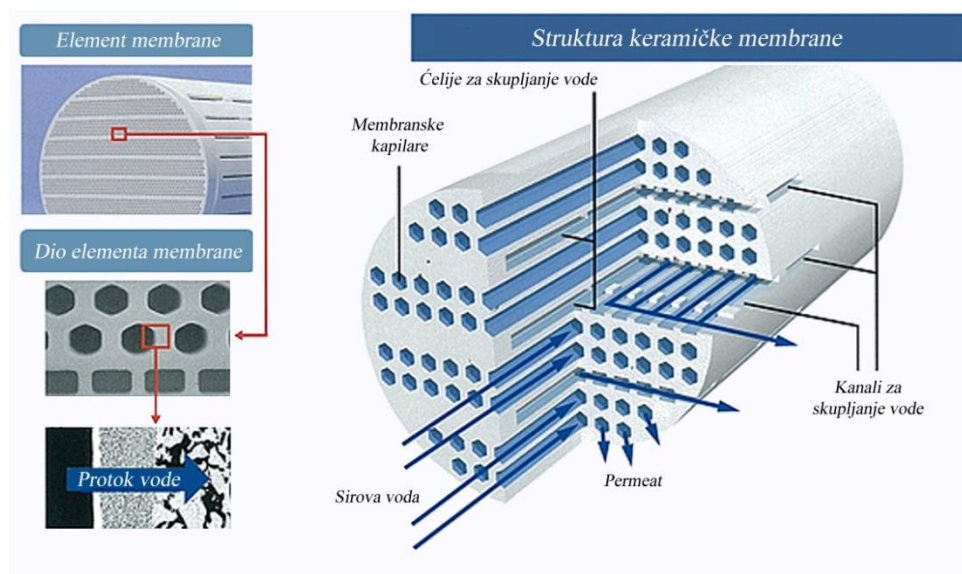 Element membrane
Struktura keramičke membrane
Ćelije za skupljanje vode
Membranske
kapilare
Dio elementa membrane
Kanali za
skupljanje vode
Protok vode
Sirova voda
Permeat